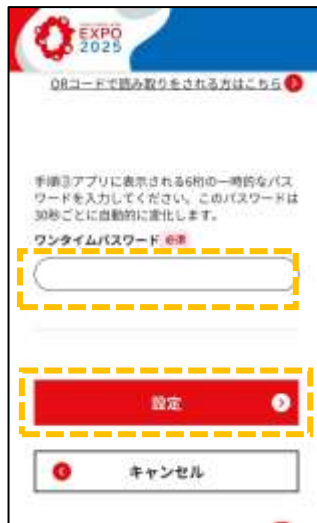 EXPO
2025
QRコードで読み取りをされる方はこちら
手順③アプリに表示される6桁の一時的なパス
ワードを入力してください。このパスワードは
30秒ごとに自動的に変化します。
ワンタイムパスワード 必須
設定
キャンセル